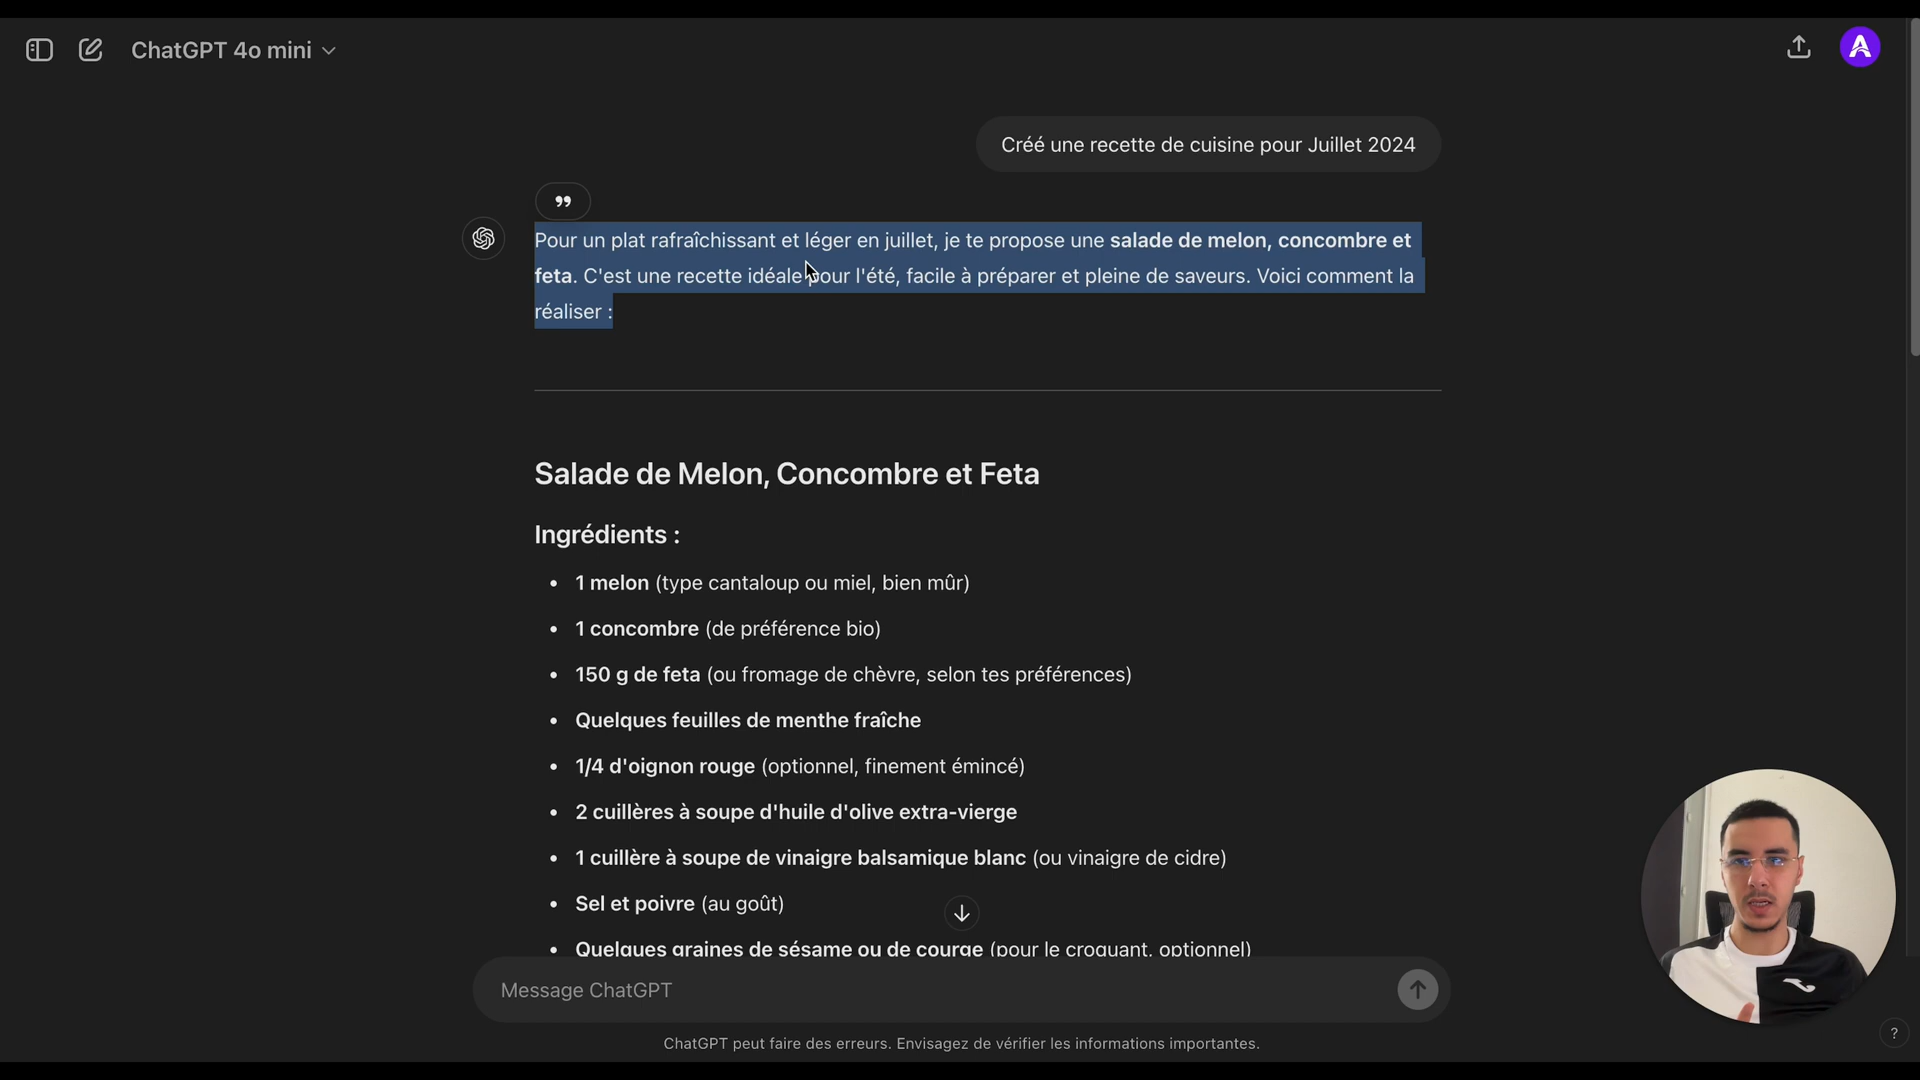 ChatGPT 4o mini
Créé une recette de cuisine pour Juillet 2024
Pour un plat rafraîchissant et léger en juillet, je te propose une salade de melon, concombre et
feta. C'est une recette idéale pour l'été, facile à préparer et pleine de saveurs. Voici comment la
réaliser :
Salade de Melon, Concombre et Feta
Ingrédients :
• 1 melon (type cantaloup ou miel, bien mûr)
• 1 concombre (de préférence bio)
• 150 g de feta (ou fromage de chèvre, selon tes préférences)
• Quelques feuilles de menthe fraîche
• 1/4 d'oignon rouge (optionnel, finement émincé)
• 2 cuillères à soupe d'huile d'olive extra-vierge
• 1 cuillère à soupe de vinaigre balsamique blanc (ou vinaigre de cidre)
• Sel et poivre (au goût)
• Quelques graines de sésame ou de courge (pour le croquant, optionnel)
Message ChatGPT
ChatGPT peut faire des erreurs. Envisagez de vérifier les informations importantes.
?